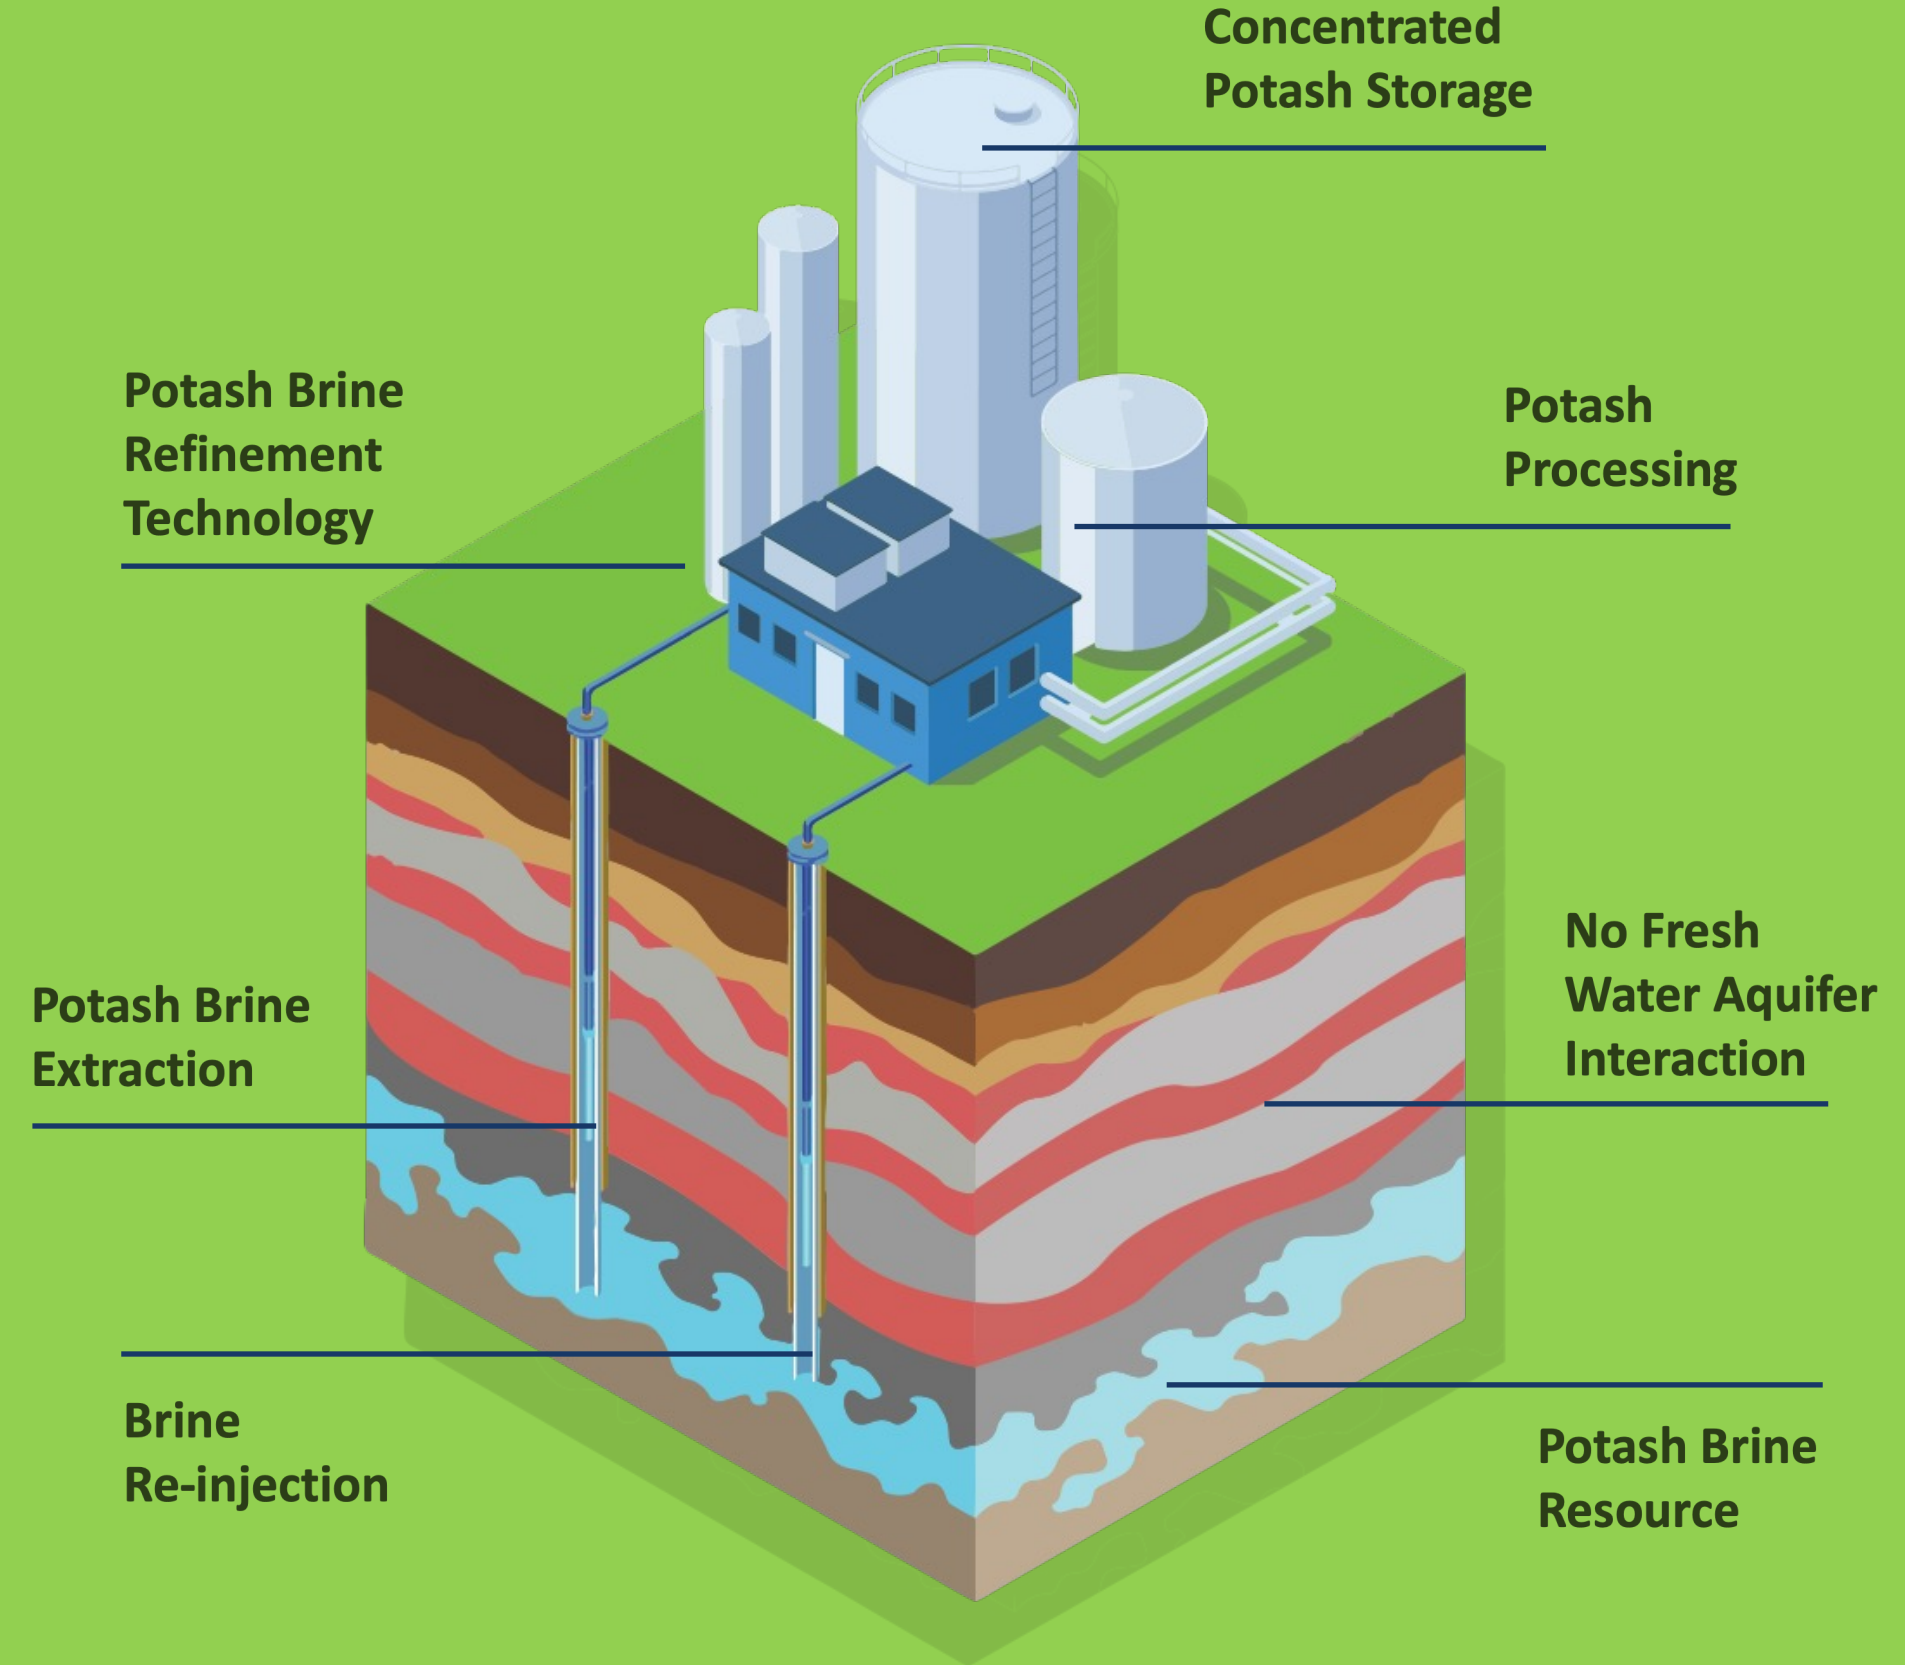 Concentrated
Potash Storage
Potash Brine
Refinement
Technology
Potash
Processing
No Fresh
Water Aquifer
Interaction
Potash Brine
Extraction
Brine
Re-injection
Potash Brine
Resource